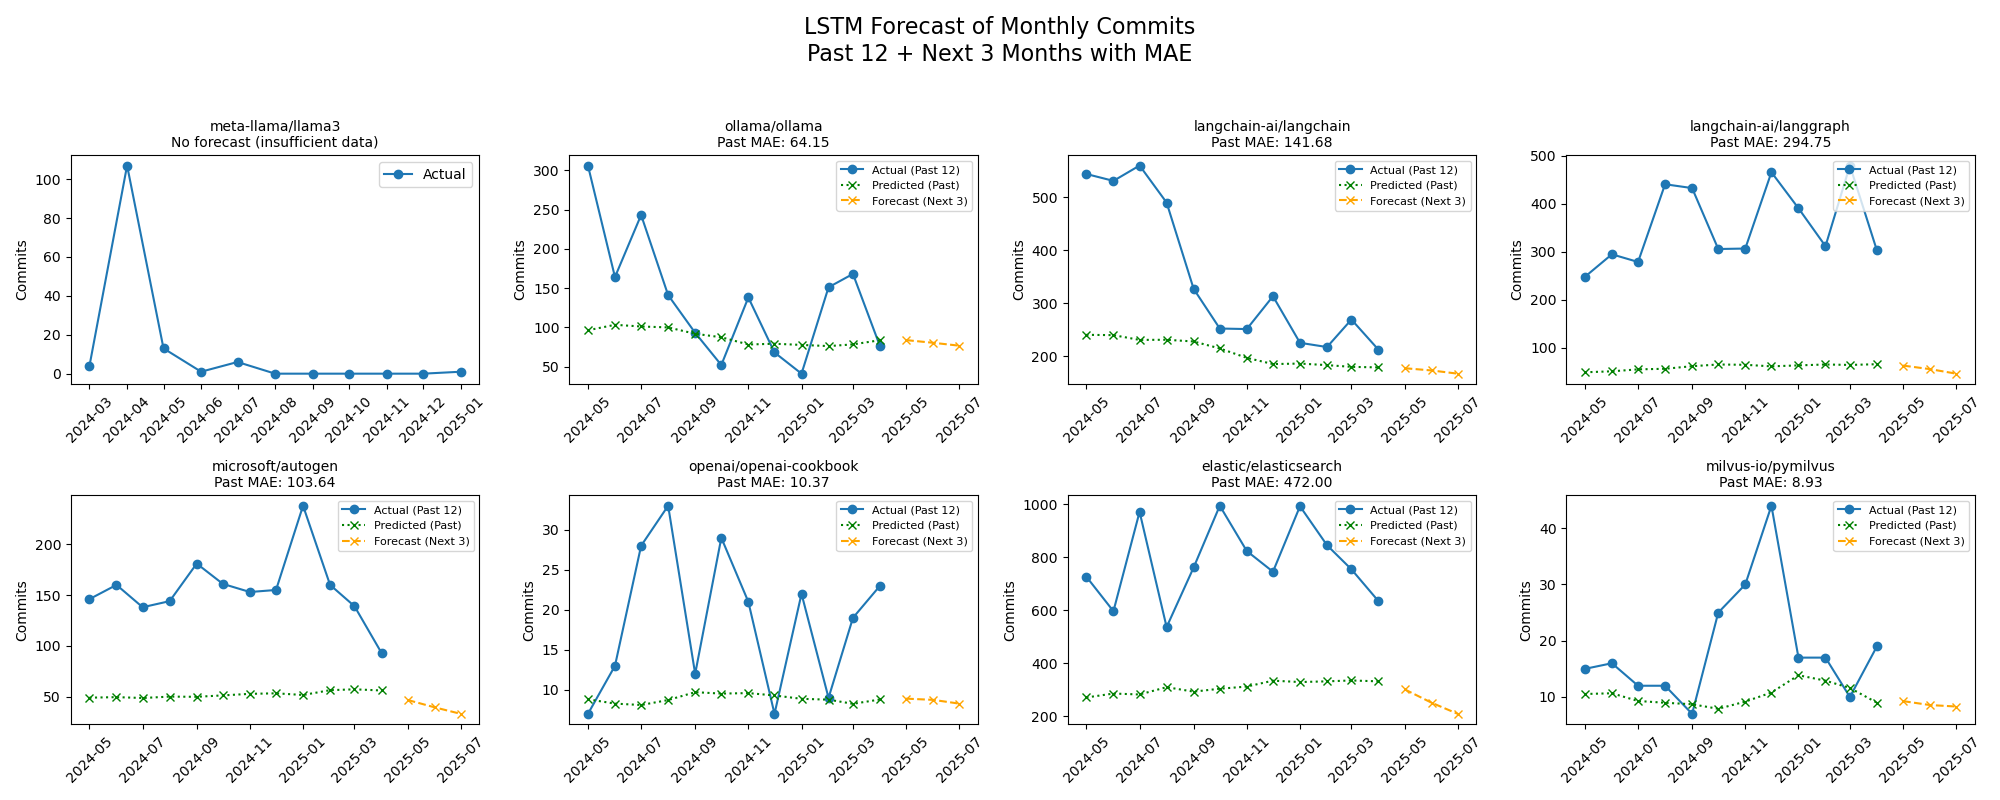 LSTM Forecast of Monthly Commits
Past 12 + Next 3 Months with MAE
meta-llama/llama3
No forecast (insufficient data)
Commits
100
80
60
40
20
0
Actual
2024-03
2024-04
2024-05
2024-06
2024-07
2024-08
2024-09
2024-10
2024-11
2024-12
2025-01
ollama/ollama
Past MAE: 64.15
Commits
300
250
200
150
100
50
Actual (Past 12)
Predicted (Past)
Forecast (Next 3)
2024-05
2024-07
2024-09
2024-11
2025-01
2025-03
2025-05
2025-07
langchain-ai/langchain
Past MAE: 141.68
Commits
500
400
300
200
Actual (Past 12)
Predicted (Past)
Forecast (Next 3)
2024-05
2024-07
2024-09
2024-11
2025-01
2025-03
2025-05
2025-07
langchain-ai/langgraph
Past MAE: 294.75
Commits
500
400
300
200
100
Actual (Past 12)
Predicted (Past)
Forecast (Next 3)
2024-05
2024-07
2024-09
2024-11
2025-01
2025-03
2025-05
2025-07
microsoft/autogen
Past MAE: 103.64
Commits
200
150
100
50
Actual (Past 12)
Predicted (Past)
Forecast (Next 3)
2024-05
2024-07
2024-09
2024-11
2025-01
2025-03
2025-05
2025-07
openai/openai-cookbook
Past MAE: 10.37
Commits
30
25
20
15
10
Actual (Past 12)
Predicted (Past)
Forecast (Next 3)
2024-05
2024-07
2024-09
2024-11
2025-01
2025-03
2025-05
2025-07
elastic/elasticsearch
Past MAE: 472.00
Commits
1000
800
600
400
200
Actual (Past 12)
Predicted (Past)
Forecast (Next 3)
2024-05
2024-07
2024-09
2024-11
2025-01
2025-03
2025-05
2025-07
milvus-io/pymilvus
Past MAE: 8.93
Commits
40
30
20
10
Actual (Past 12)
Predicted (Past)
Forecast (Next 3)
2024-05
2024-07
2024-09
2024-11
2025-01
2025-03
2025-05
2025-07